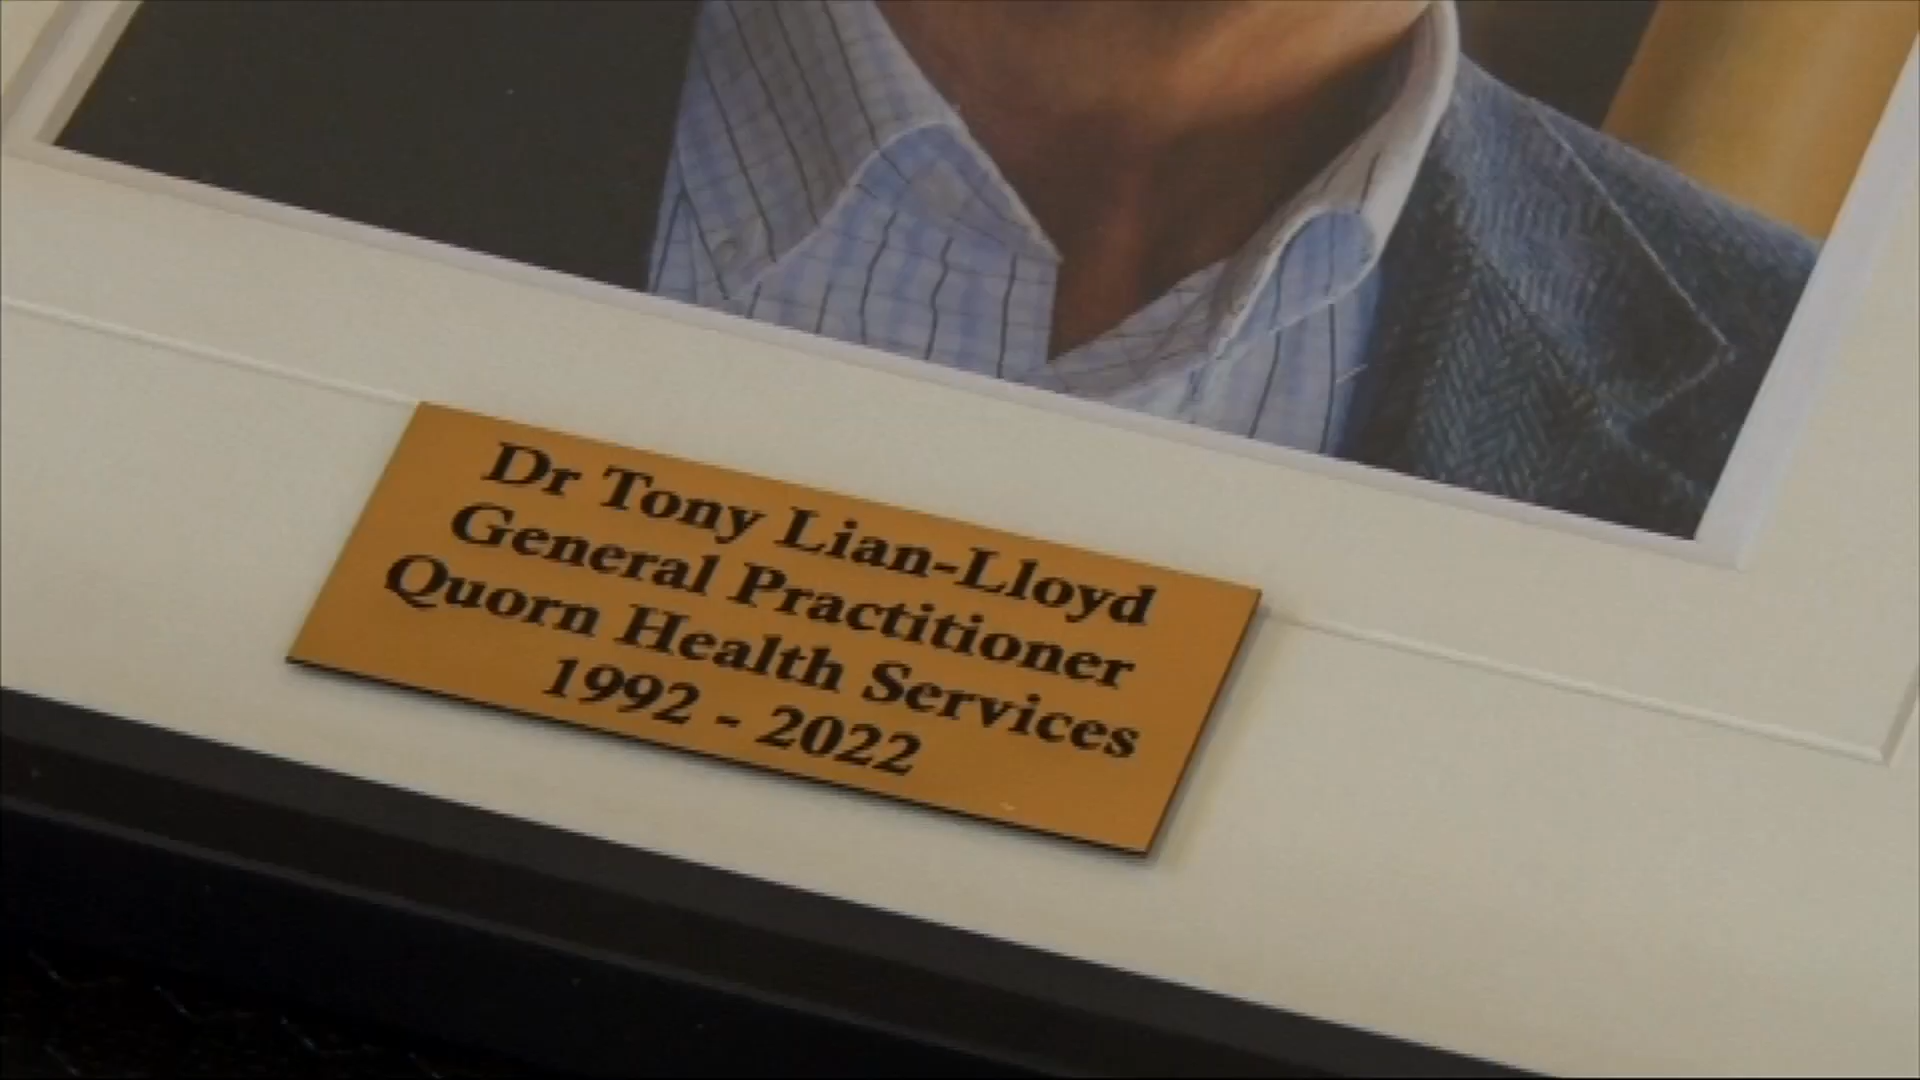 Dr Tony Lian-Lloyd
General Practitioner
Quorn Health Services
1992 - 2022